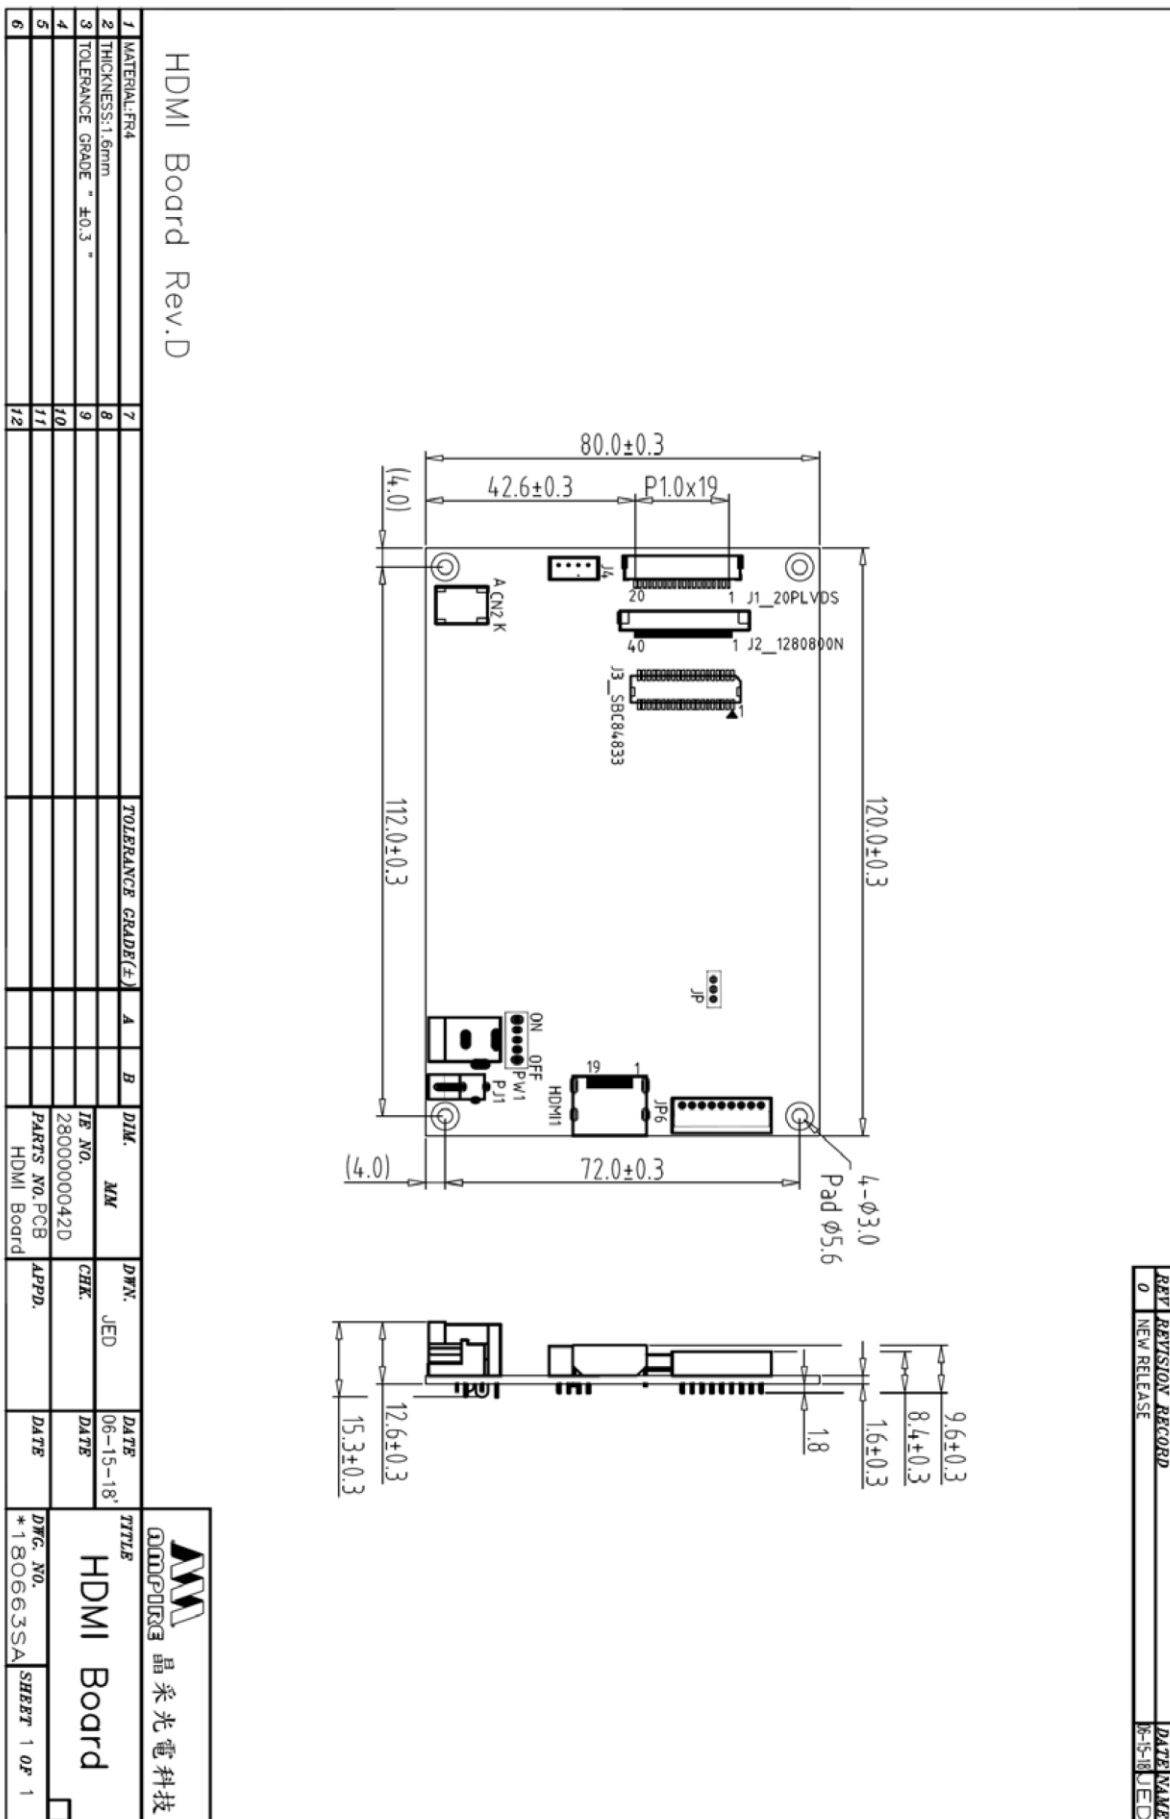 REV REVISION RECORD DATE NAME
0 NEW RELEASE 06-15-18 JED
80.0±0.3
42.6±0.3
P1.0x19
(4.0)
112.0±0.3
120.0±0.3
J4
A CN2 K
20 1 J1_20PLVDS
40 1 J2_1280800N
J3_SBC84833
1
JP
ON OFF
PW1
PJ1
19 1
HDMI1
JP6
(4.0)
72.0±0.3
4-Ø3.0
Pad Ø5.6
9.6±0.3
8.4±0.3
1.6±0.3
1.8
12.6±0.3
15.3±0.3
HDMI Board Rev.D
AMPIRE 晶采光電科技
1 MATERIAL:FR4
2 THICKNESS:1.6mm
3 TOLERANCE GRADE " ±0.3 "
4
5
6
7
8
9
10
11
12
TOLERANCE GRADE(±) A B
DIM. MM
IE NO.
280000042D
PARTS NO. PCB
HDMI Board
DWN. JED
DATE 06-15-18'
CHK.
DATE
APPD.
DATE
TITLE
HDMI Board
DWG. NO.
*180663SA
SHEET 1 OF 1